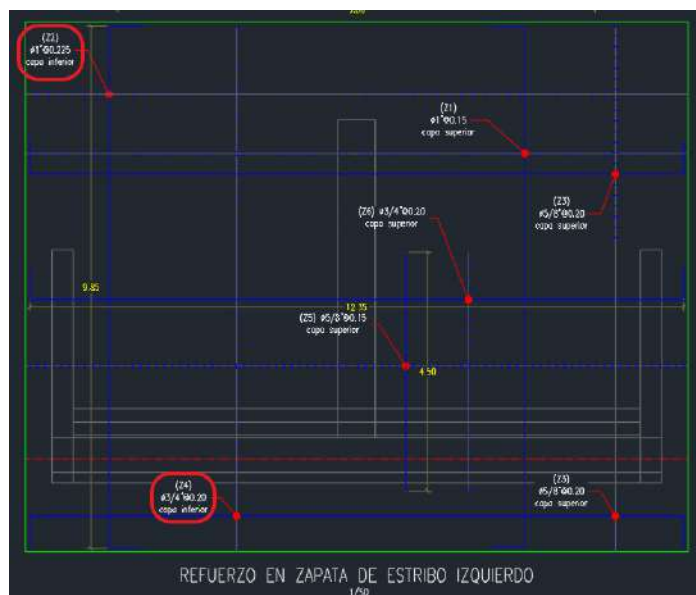 (Z2)
ø1"@0.225
capa inferior
(Z1)
ø1"@0.15
capa superior
(Z3)
ø5/8"@0.20
capa superior
(Z6) ø3/4"@0.20
capa superior
9.85
12.35
(Z5) ø5/8"@0.15
capa superior
4.50
(Z4)
ø3/4"@0.20
capa inferior
(Z3)
ø5/8"@0.20
capa superior
REFUERZO EN ZAPATA DE ESTRIBO IZQUIERDO
1/50